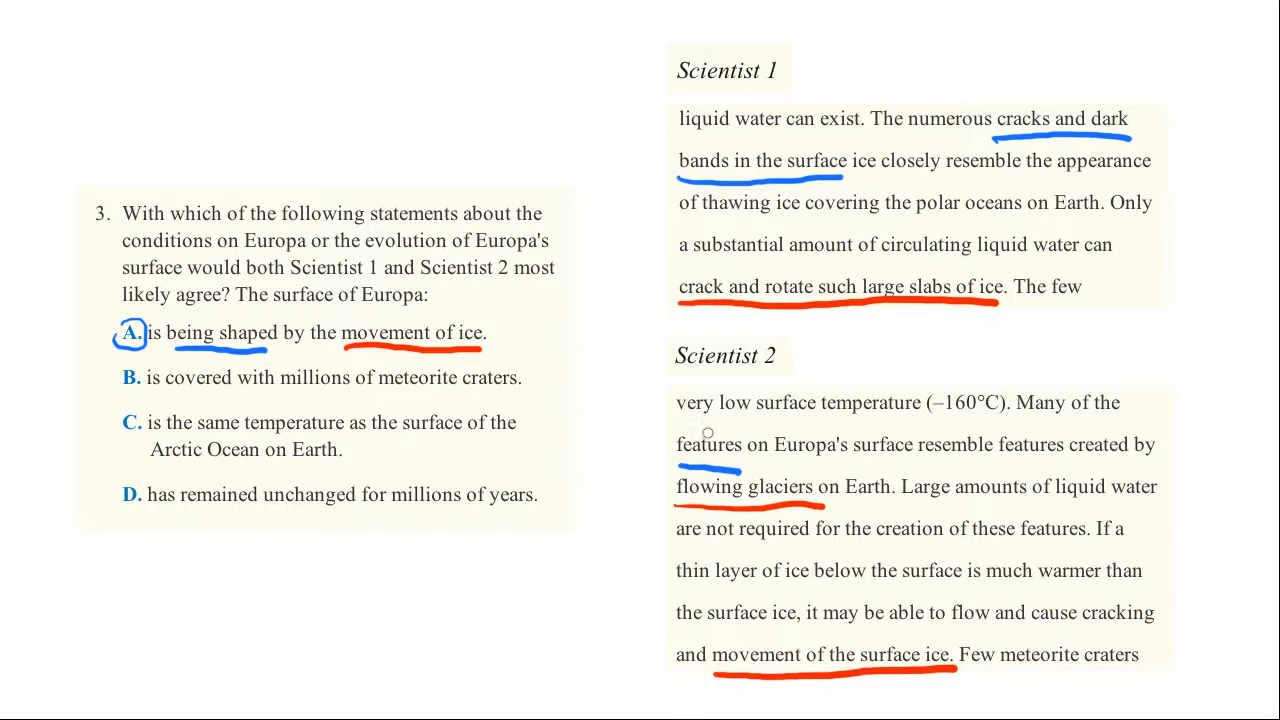 3. With which of the following statements about the
conditions on Europa or the evolution of Europa's
surface would both Scientist 1 and Scientist 2 most
likely agree? The surface of Europa:
A. is being shaped by the movement of ice.
B. is covered with millions of meteorite craters.
C. is the same temperature as the surface of the
Arctic Ocean on Earth.
D. has remained unchanged for millions of years.
Scientist 1
liquid water can exist. The numerous cracks and dark
bands in the surface ice closely resemble the appearance
of thawing ice covering the polar oceans on Earth. Only
a substantial amount of circulating liquid water can
crack and rotate such large slabs of ice. The few
Scientist 2
very low surface temperature (–160°C). Many of the
features on Europa's surface resemble features created by
flowing glaciers on Earth. Large amounts of liquid water
are not required for the creation of these features. If a
thin layer of ice below the surface is much warmer than
the surface ice, it may be able to flow and cause cracking
and movement of the surface ice. Few meteorite craters